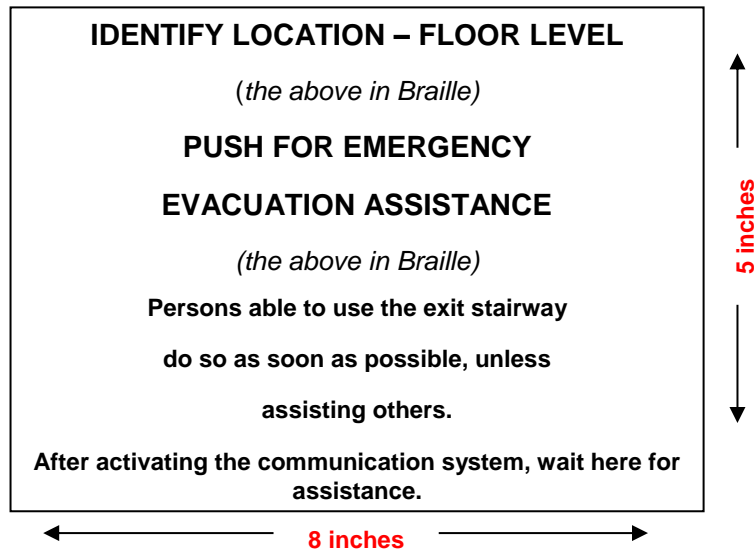 IDENTIFY LOCATION – FLOOR LEVEL
(the above in Braille)
PUSH FOR EMERGENCY
EVACUATION ASSISTANCE
(the above in Braille)
Persons able to use the exit stairway
do so as soon as possible, unless
assisting others.
After activating the communication system, wait here for
assistance.
5 inches
8 inches